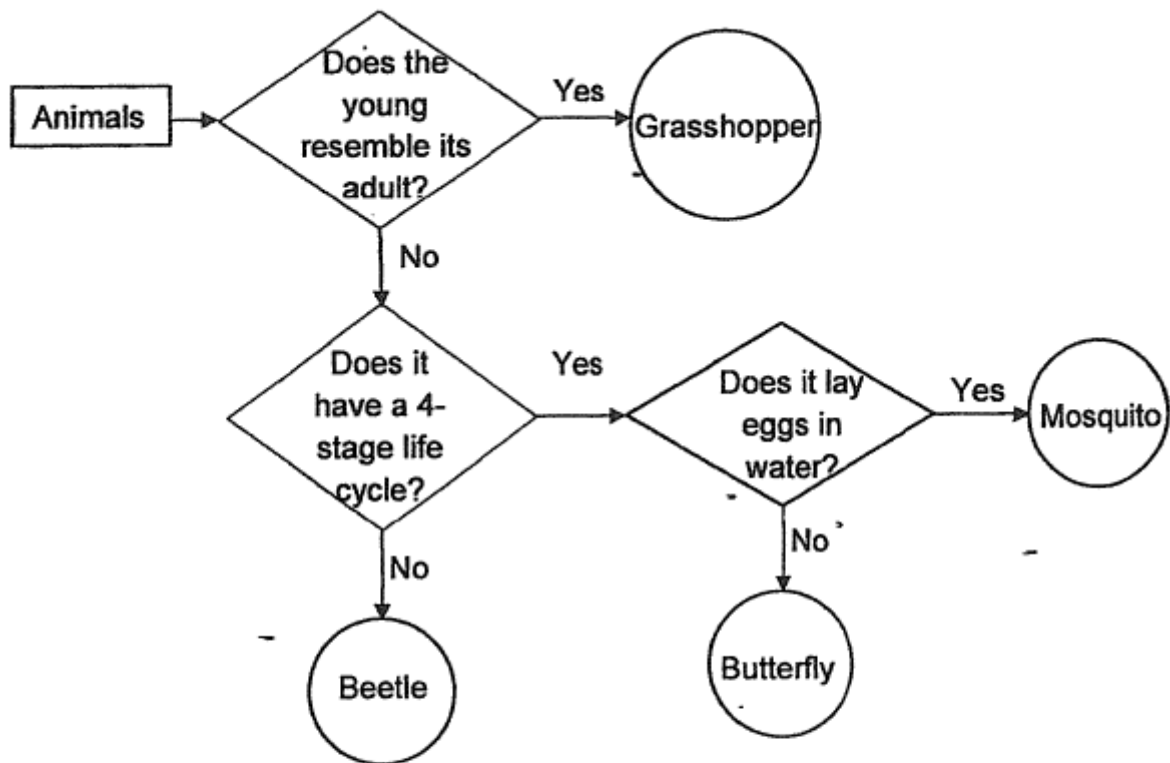 Animals
Does the
young
resemble its
adult?
Yes
Grasshopper
No
Does it
have a 4-
stage life
cycle?
Yes
Does it lay
eggs in
water?
Yes
Mosquito
No
Beetle
No
Butterfly